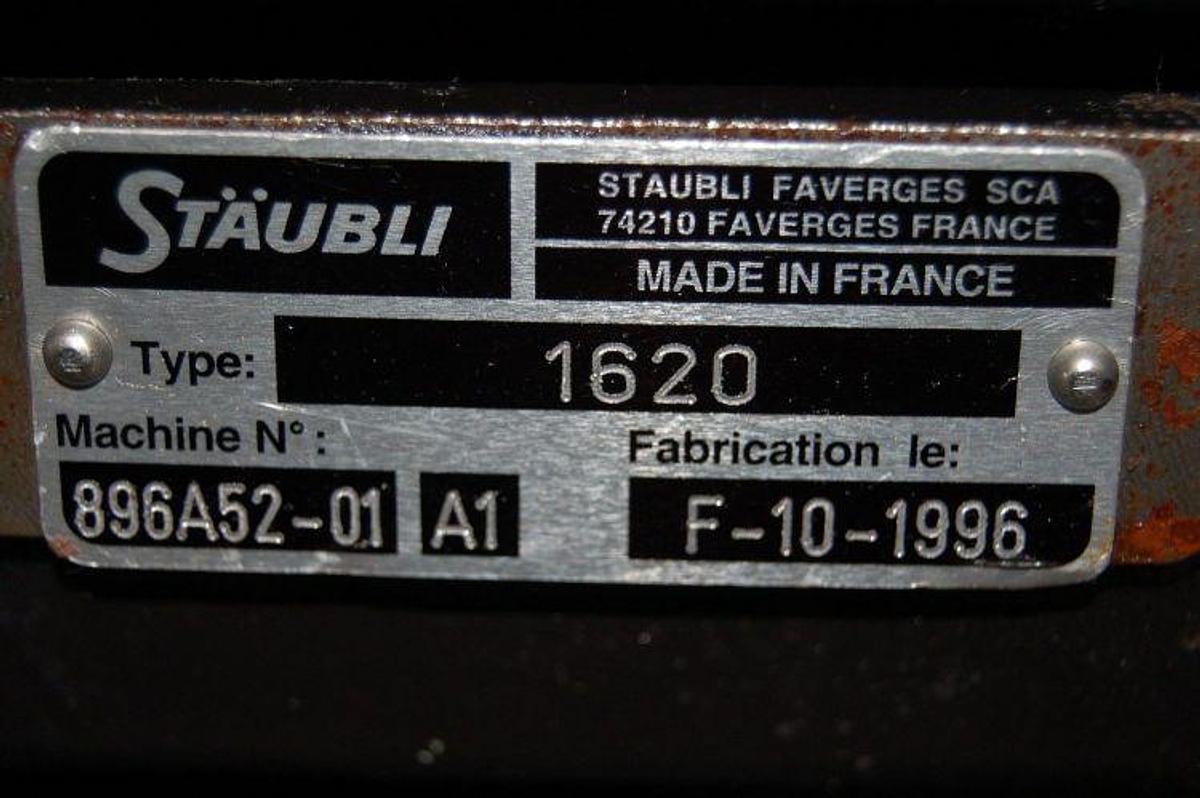 STÄUBLI
STAUBLI FAVERGES SCA
74210 FAVERGES FRANCE
MADE IN FRANCE
Type: 1620
Machine N° :
896A52-01 A1
Fabrication le:
F-10-1996